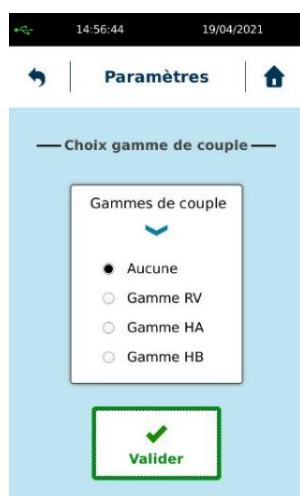 14:56:44 19/04/2021
Paramètres
Choix gamme de couple
Gammes de couple
Aucune
Gamme RV
Gamme HA
Gamme HB
Valider